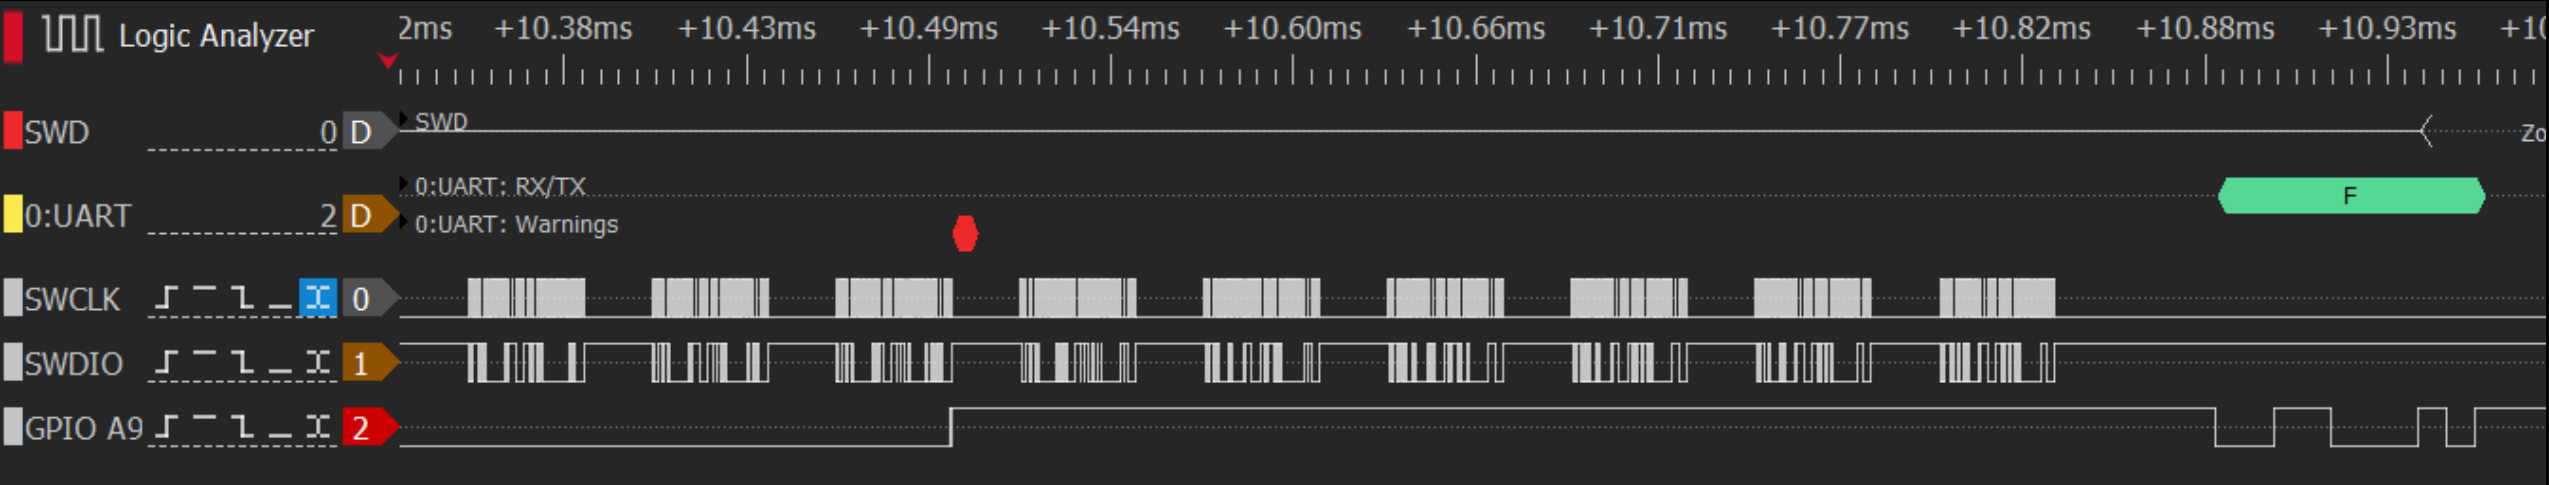 Logic Analyzer
2ms +10.38ms +10.43ms +10.49ms +10.54ms +10.60ms +10.66ms +10.71ms +10.77ms +10.82ms +10.88ms +10.93ms +10
SWD 0 D SWD Zo
0:UART 2 D 0:UART: RX/TX F
0:UART: Warnings
SWCLK 0
SWDIO 1
GPIO A9 2